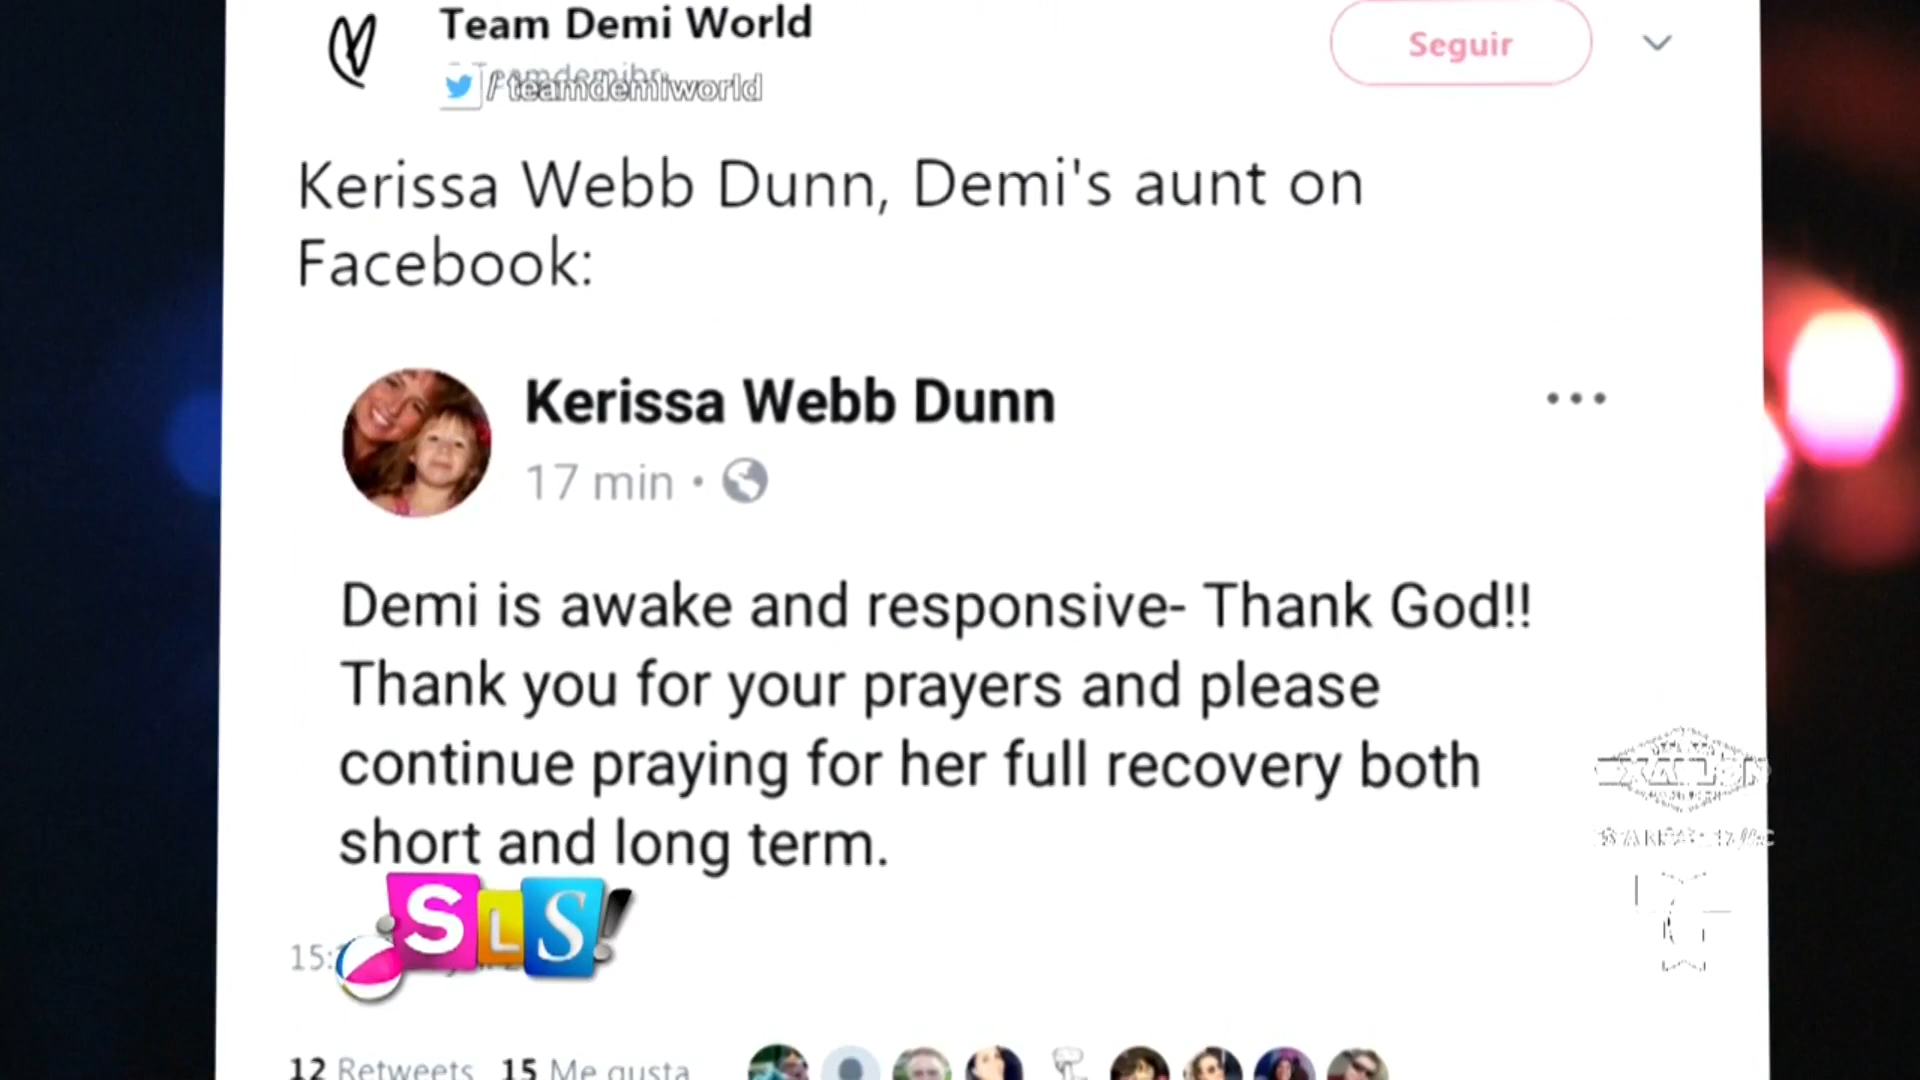 Team Demi World
Seguir
/teamdemiworld
Kerissa Webb Dunn, Demi's aunt on
Facebook:
Kerissa Webb Dunn
17 min
Demi is awake and responsive- Thank God!!
Thank you for your prayers and please
continue praying for her full recovery both
short and long term.
EXATLON
¡SLS!
15:
12 Retweets 15 Me gusta